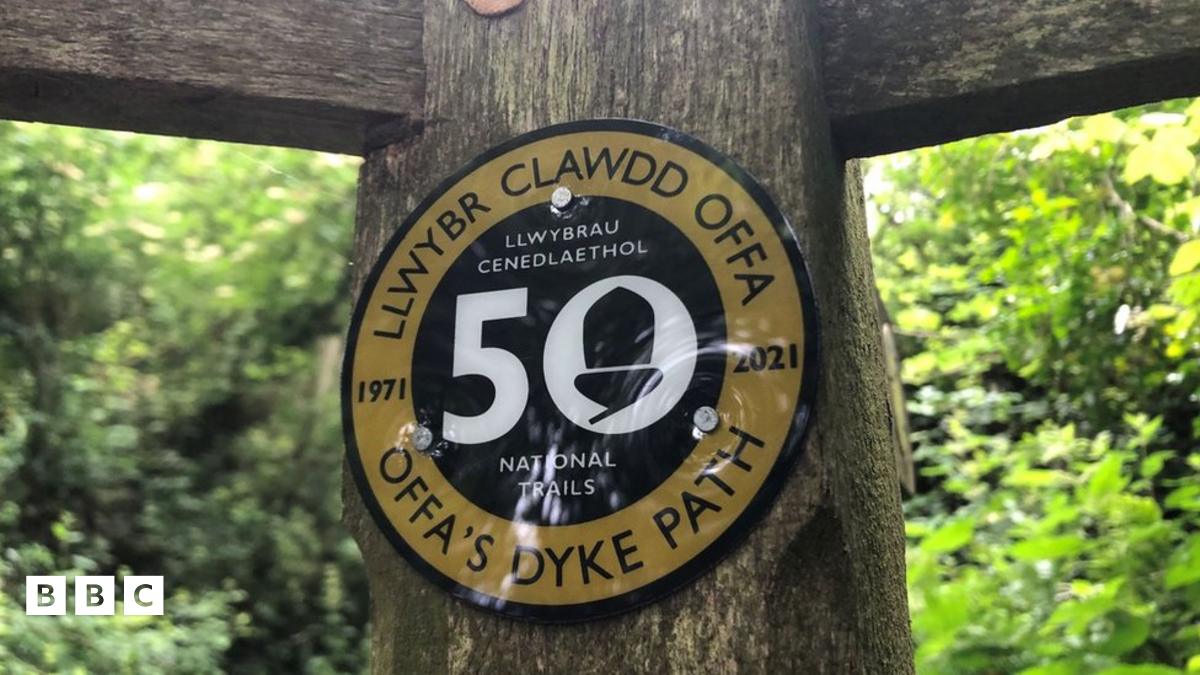 LLWYBR CLAWDD OFFA
LLWYBRAU
CENEDLAETHOL
50
1971
2021
NATIONAL
TRAILS
OFFA'S DYKE PATH
BBC